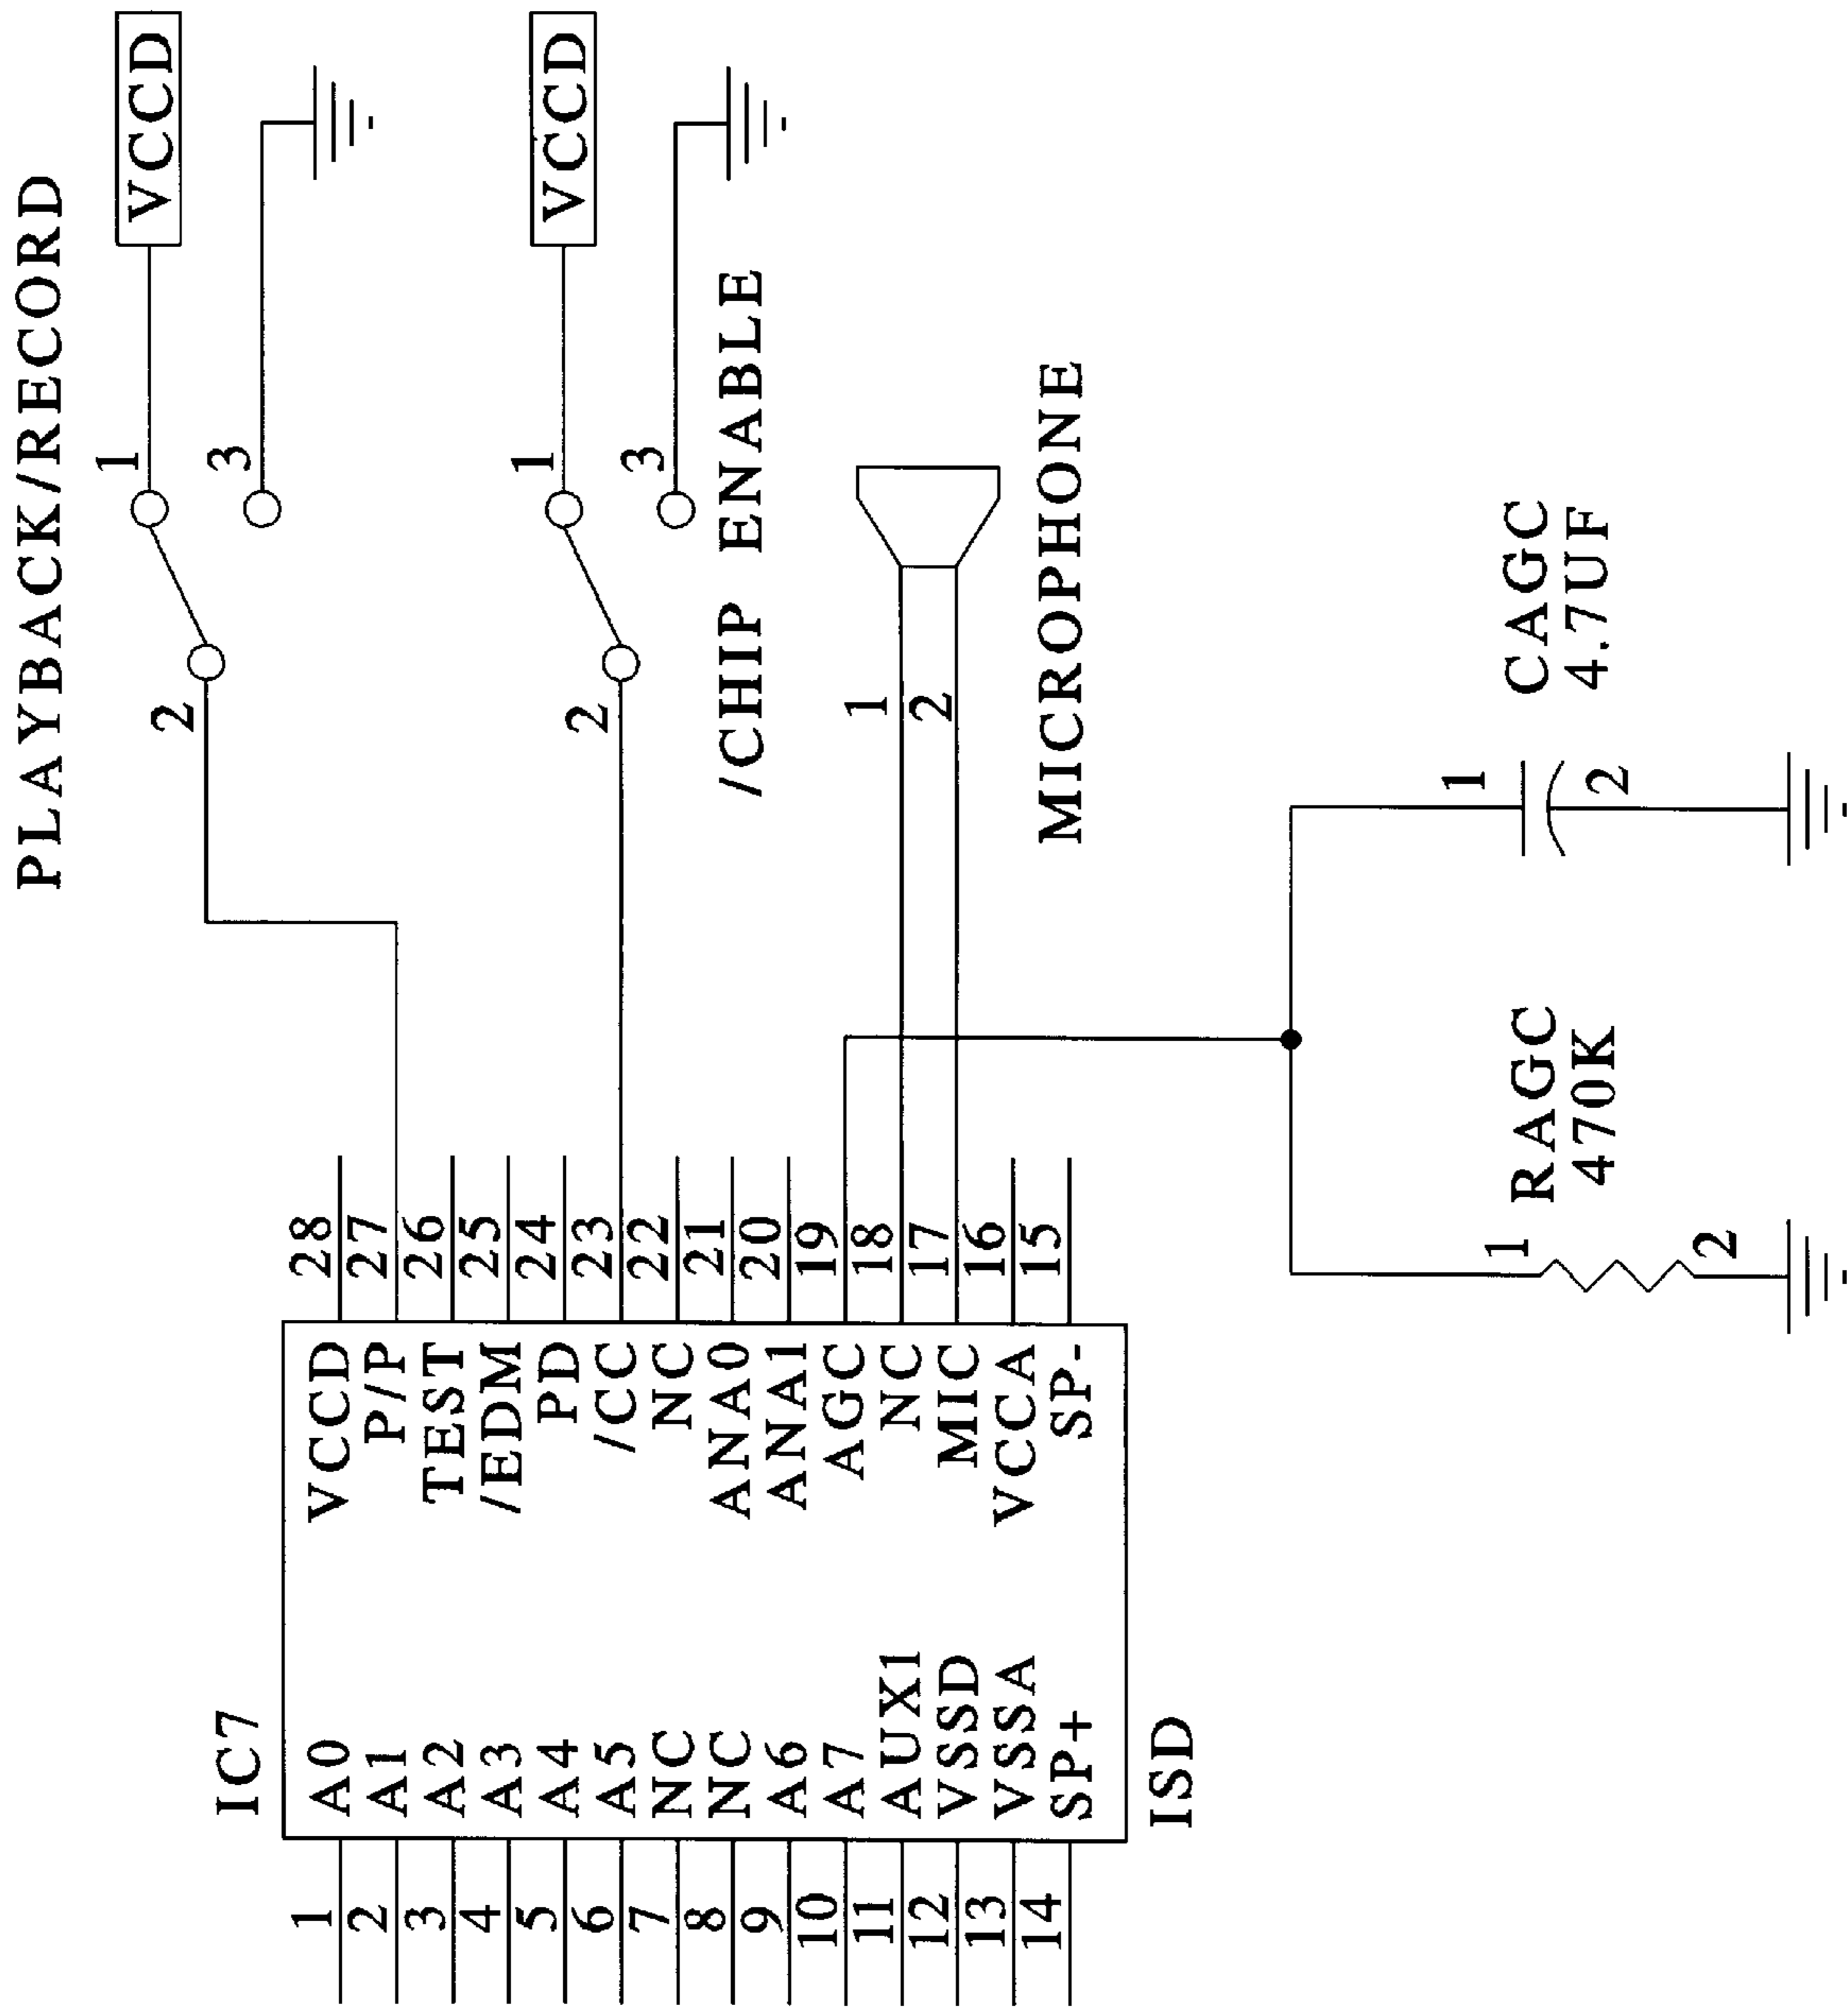 PLAYBACK/RECORD
VCCD
1
3
2
VCCD
1
3
2
/CHIP ENABLE
MICROPHONE
1
2
CAGC
4.7UF
1
2
RAGC
470K
1
2
IC7
ISD
1 A0
2 A1
3 A2
4 A3
5 A4
6 A5
7 NC
8 NC
9 A6
10 A7
11 AUX1
12 VSSD
13 VSSA
14 SP+
VCCD 28
P/P 27
TEST 26
/EDM 25
PD 24
/CC 23
NC 22
ANA0 21
ANA1 20
AGC 19
NC 18
MIC 17
VCCA 16
SP- 15